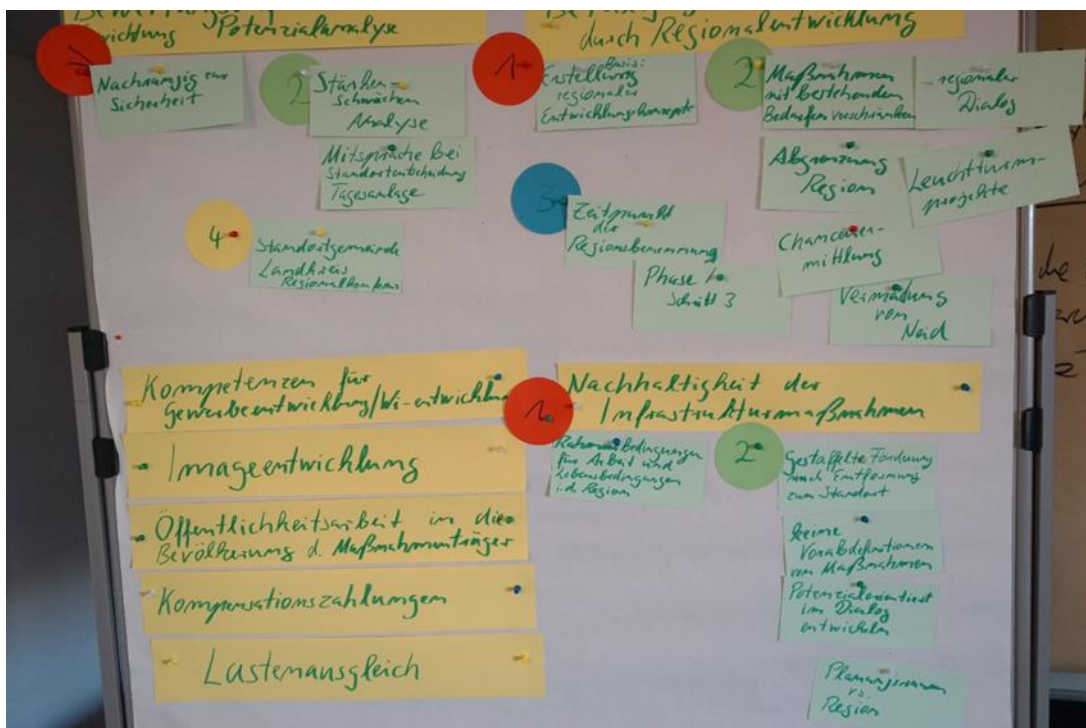 Potenzialanalyse
durch Regionalentwicklung
Nachrangig zur
Sicherheit
2
Stärken-
Schwächen
Analyse
Mitsprache bei
Standortentscheidung
Tagesanlage
4
Standortgemeinde
Landkreis
1
Basis:
Erstellung
regionaler
Entwicklungskonzepte
2
Maßnahmen
mit bestehenden
Bedarfen verschränken
regionaler
Dialog
Abgrenzung
Region
Leuchtturm-
projekte
3
Zeitpunkt
der
Regionsbenennung
Phase 1
Schritt 3
Chancener-
mittlung
Vermeidung
von
Neid
Kompetenzen für
Gewerbeentwicklung/Wi-entwicklung
Imageentwicklung
Öffentlichkeitsarbeit in die
Bevölkerung d. Maßnahmenträger
Kompensationszahlungen
Lastenausgleich
1
Nachhaltigkeit der
Infrastrukturmaßnahmen
Rahmenbedingungen
für Arbeit und
Lebensbedingungen
i.d. Region
2
Gestaffelte Förderung
nach Entfernung
zum Standort
keine
Vorabdefinitionen
von Maßnahmen
Potenzialorientiert
im Dialog
entwickeln
Planungsraum
vs.
Region